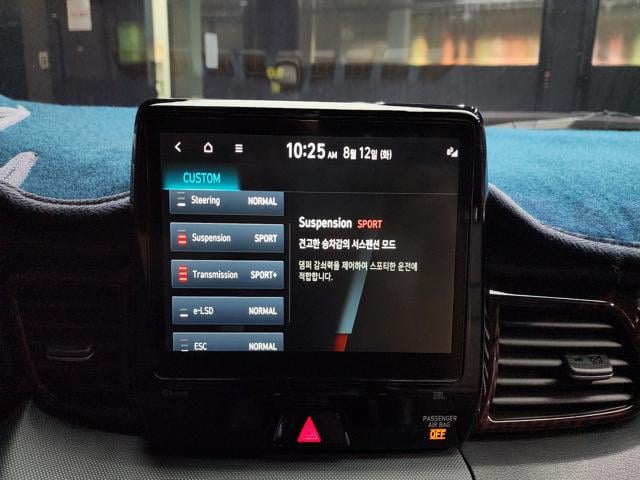 10:25 AM 8월 12일 (화)
CUSTOM
Steering NORMAL
Suspension SPORT
Transmission SPORT+
e-LSD NORMAL
ESC NORMAL
Suspension SPORT
견고한 승차감의 서스펜션 모드
댐퍼 감쇠력을 제어하여 스포티한 운전에
적합합니다.
JBL
PASSENGER
AIR BAG
OFF